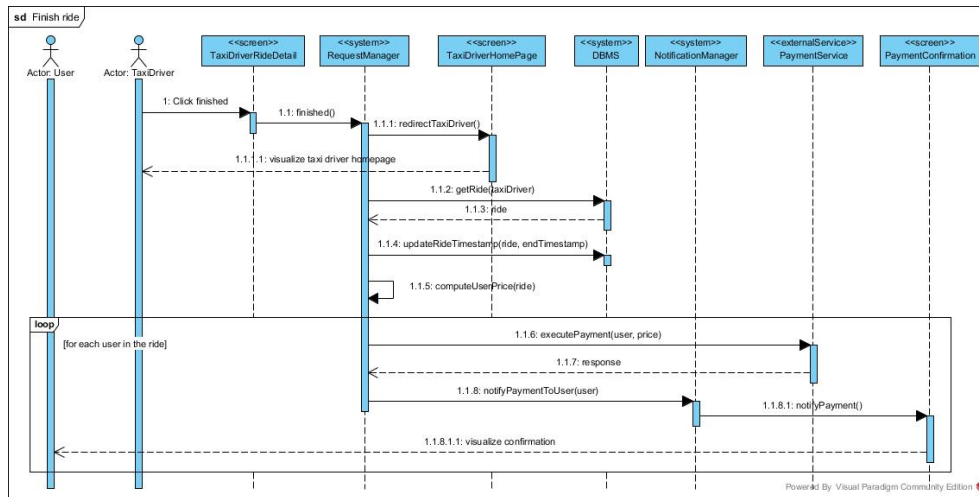 sd Finish ride
Actor: User
Actor: TaxiDriver
<<screen>>
TaxiDriverRideDetail
<<system>>
RequestManager
<<screen>>
TaxiDriverHomePage
<<system>>
DBMS
<<system>>
NotificationManager
<<externalService>>
PaymentService
<<screen>>
PaymentConfirmation
1: Click finished
1.1: finished()
1.1.1: redirectTaxiDriver()
1.1.1.1: visualize taxi driver homepage
1.1.2: getRide(taxiDriver)
1.1.3: ride
1.1.4: updateRideTimestamp(ride, endTimestamp)
1.1.5: computeUserPrice(ride)
loop
[for each user in the ride]
1.1.6: executePayment(user, price)
1.1.7: response
1.1.8: notifyPaymentToUser(user)
1.1.8.1: notifyPayment()
1.1.8.1.1: visualize confirmation
Powered By Visual Paradigm Community Edition